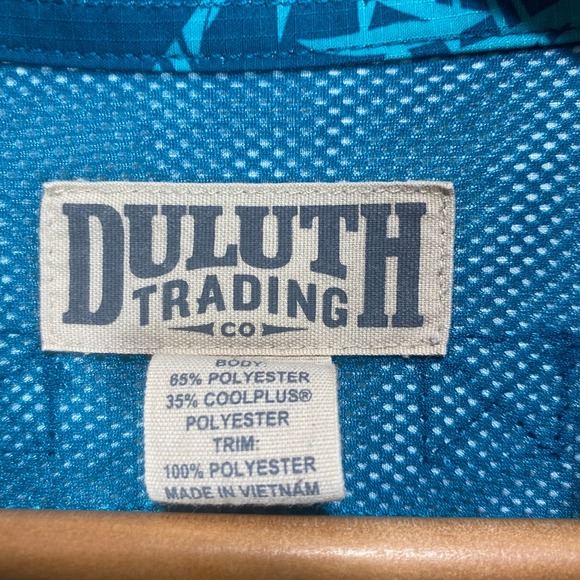 DULUTH
TRADING
CO
BODY:
65% POLYESTER
35% COOLPLUS®
POLYESTER
TRIM:
100% POLYESTER
MADE IN VIETNAM